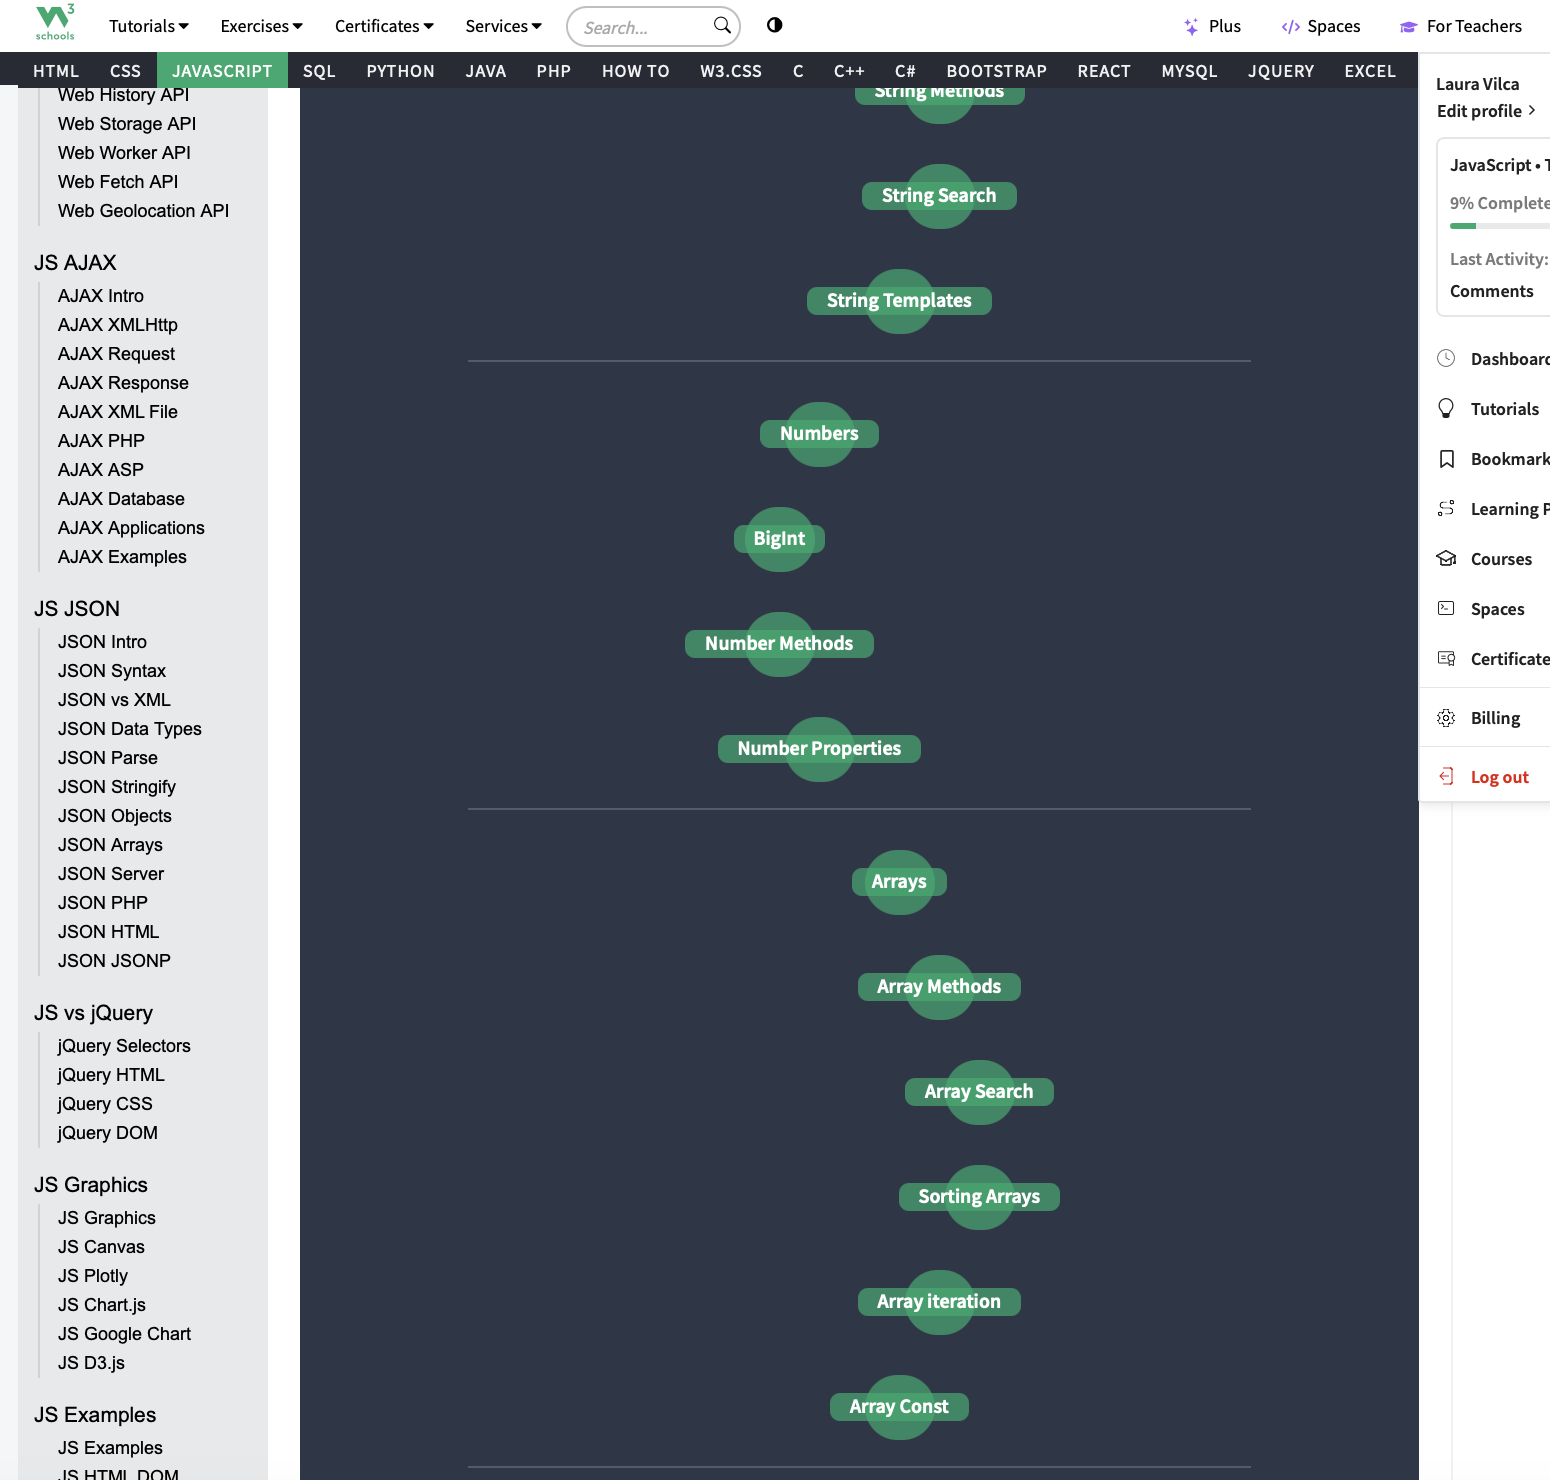 3
schools
Tutorials
Exercises
Certificates
Services
Search...
Plus
Spaces
For Teachers
HTML
CSS
JAVASCRIPT
SQL
PYTHON
JAVA
PHP
HOW TO
W3.CSS
C
C++
C#
BOOTSTRAP
REACT
MYSQL
JQUERY
EXCEL
Web History API
Web Storage API
Web Worker API
Web Fetch API
Web Geolocation API
JS AJAX
AJAX Intro
AJAX XMLHttp
AJAX Request
AJAX Response
AJAX XML File
AJAX PHP
AJAX ASP
AJAX Database
AJAX Applications
AJAX Examples
JS JSON
JSON Intro
JSON Syntax
JSON vs XML
JSON Data Types
JSON Parse
JSON Stringify
JSON Objects
JSON Arrays
JSON Server
JSON PHP
JSON HTML
JSON JSONP
JS vs jQuery
jQuery Selectors
jQuery HTML
jQuery CSS
jQuery DOM
JS Graphics
JS Graphics
JS Canvas
JS Plotly
JS Chart.js
JS Google Chart
JS D3.js
JS Examples
JS Examples
JS HTML DOM
String Methods
String Search
String Templates
Numbers
BigInt
Number Methods
Number Properties
Arrays
Array Methods
Array Search
Sorting Arrays
Array iteration
Array Const
Laura Vilca
Edit profile
JavaScript • T
9% Complete
Last Activity:
Comments
Dashboard
Tutorials
Bookmark
Learning P
Courses
Spaces
Certificate
Billing
Log out